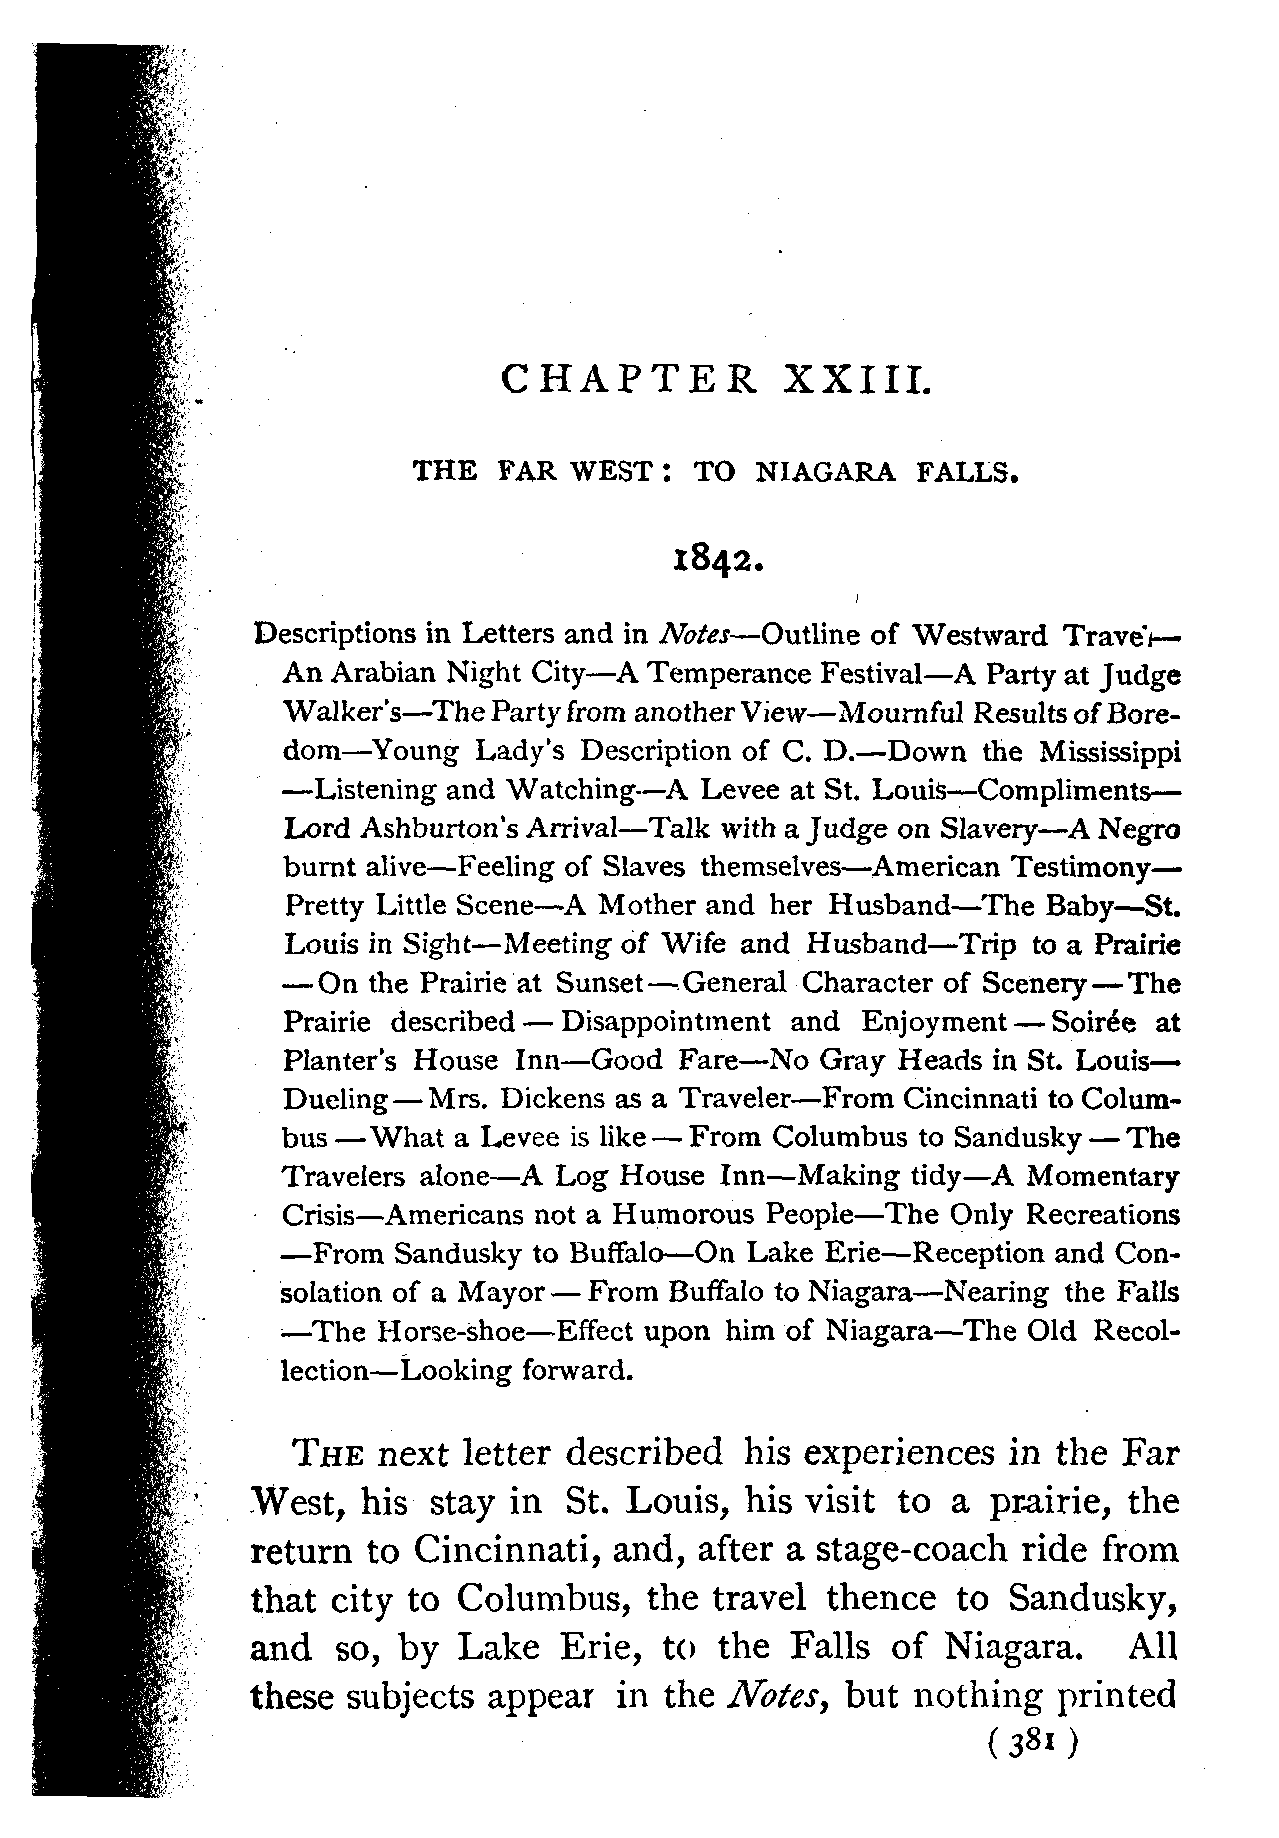 CHAPTER XXIII.
THE FAR WEST: TO NIAGARA FALLS.
1842.
Descriptions in Letters and in Notes—Outline of Westward Travel—
An Arabian Night City—A Temperance Festival—A Party at Judge
Walker's—The Party from another View—Mournful Results of Bore-
dom—Young Lady's Description of C. D.—Down the Mississippi
—Listening and Watching—A Levee at St. Louis—Compliments—
Lord Ashburton's Arrival—Talk with a Judge on Slavery—A Negro
burnt alive—Feeling of Slaves themselves—American Testimony—
Pretty Little Scene—A Mother and her Husband—The Baby—St.
Louis in Sight—Meeting of Wife and Husband—Trip to a Prairie
—On the Prairie at Sunset—General Character of Scenery—The
Prairie described—Disappointment and Enjoyment—Soirée at
Planter's House Inn—Good Fare—No Gray Heads in St. Louis—
Dueling—Mrs. Dickens as a Traveler—From Cincinnati to Colum-
bus—What a Levee is like—From Columbus to Sandusky—The
Travelers alone—A Log House Inn—Making tidy—A Momentary
Crisis—Americans not a Humorous People—The Only Recreations
—From Sandusky to Buffalo—On Lake Erie—Reception and Con-
solation of a Mayor—From Buffalo to Niagara—Nearing the Falls
—The Horse-shoe—Effect upon him of Niagara—The Old Recol-
lection—Looking forward.
THE next letter described his experiences in the Far
West, his stay in St. Louis, his visit to a prairie, the
return to Cincinnati, and, after a stage-coach ride from
that city to Columbus, the travel thence to Sandusky,
and so, by Lake Erie, to the Falls of Niagara. All
these subjects appear in the Notes, but nothing printed
(381)